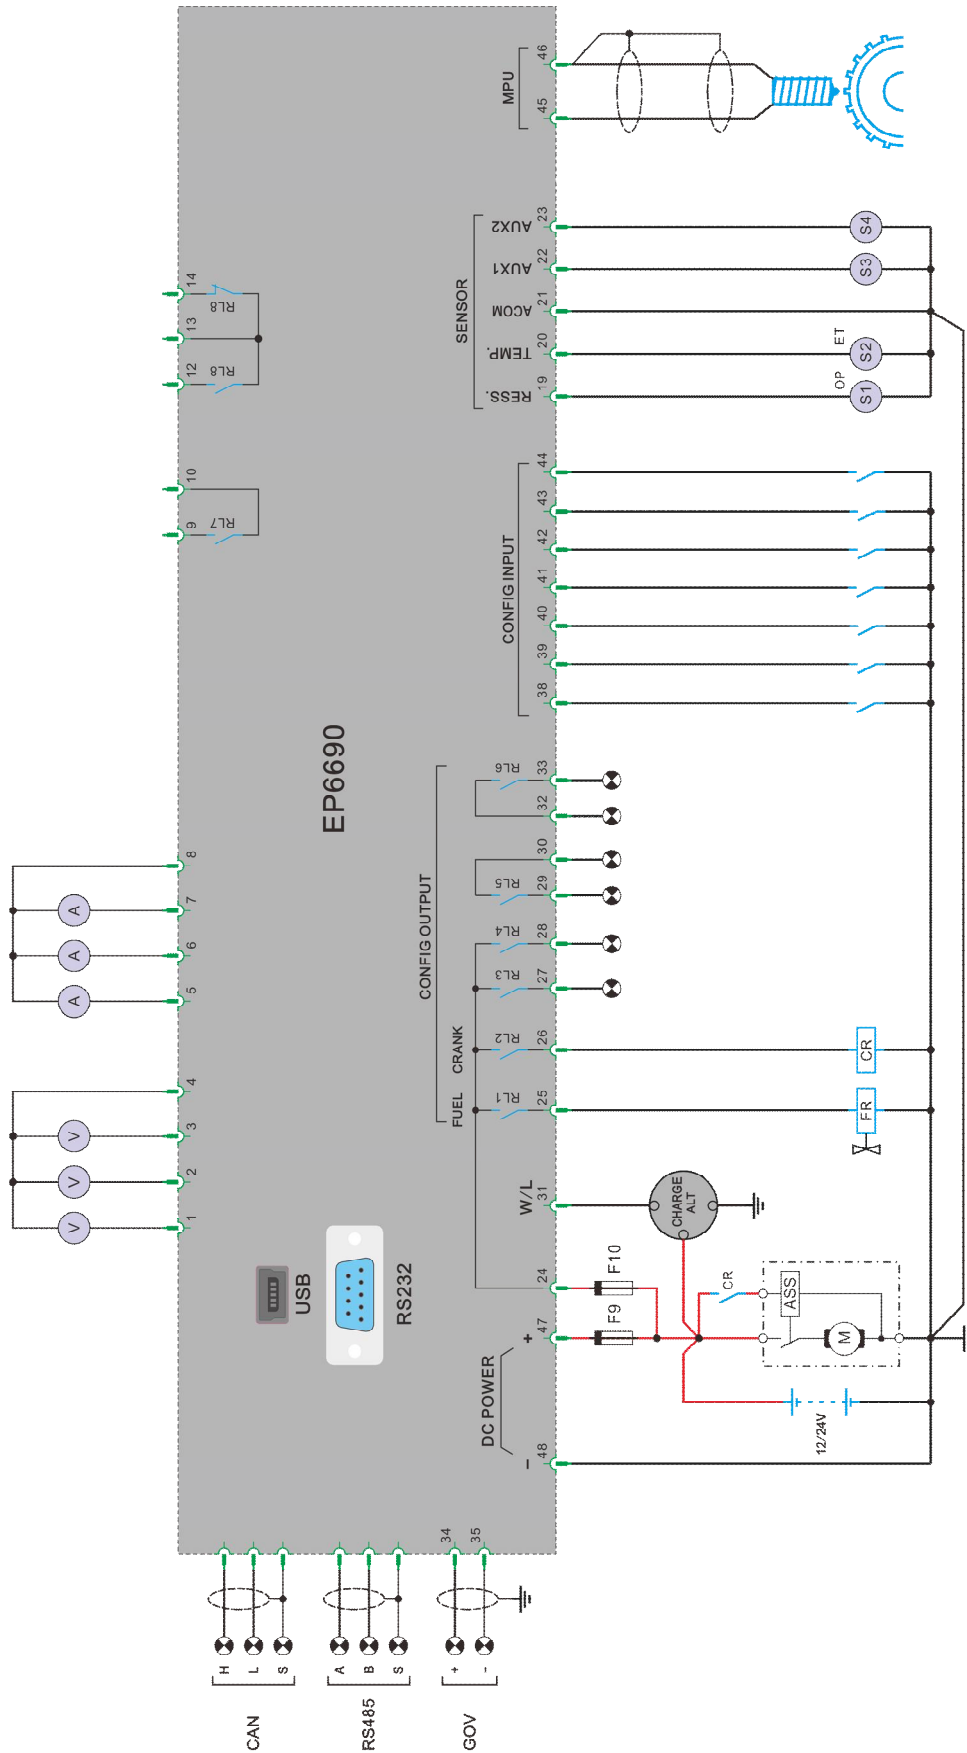 V
V
V
A
A
A
1
2
3
4
5
6
7
8
9
10
12
13
14
RL7
RL8
RL8
EP6690
USB
RS232
CAN
H
L
S
RS485
A
B
S
GOV
+
-
34
35
DC POWER
-
+
W/L
FUEL
CRANK
CONFIG OUTPUT
CONFIG INPUT
SENSOR
RESS.
TEMP.
ACOM
AUX1
AUX2
MPU
RL1
RL2
RL3
RL4
RL5
RL6
48
47
24
31
25
26
27
28
29
30
32
33
38
39
40
41
42
43
44
19
20
21
22
23
45
46
F9
F10
CHARGE
ALT
CR
ASS
M
12/24V
FR
CR
OP
ET
S1
S2
S3
S4